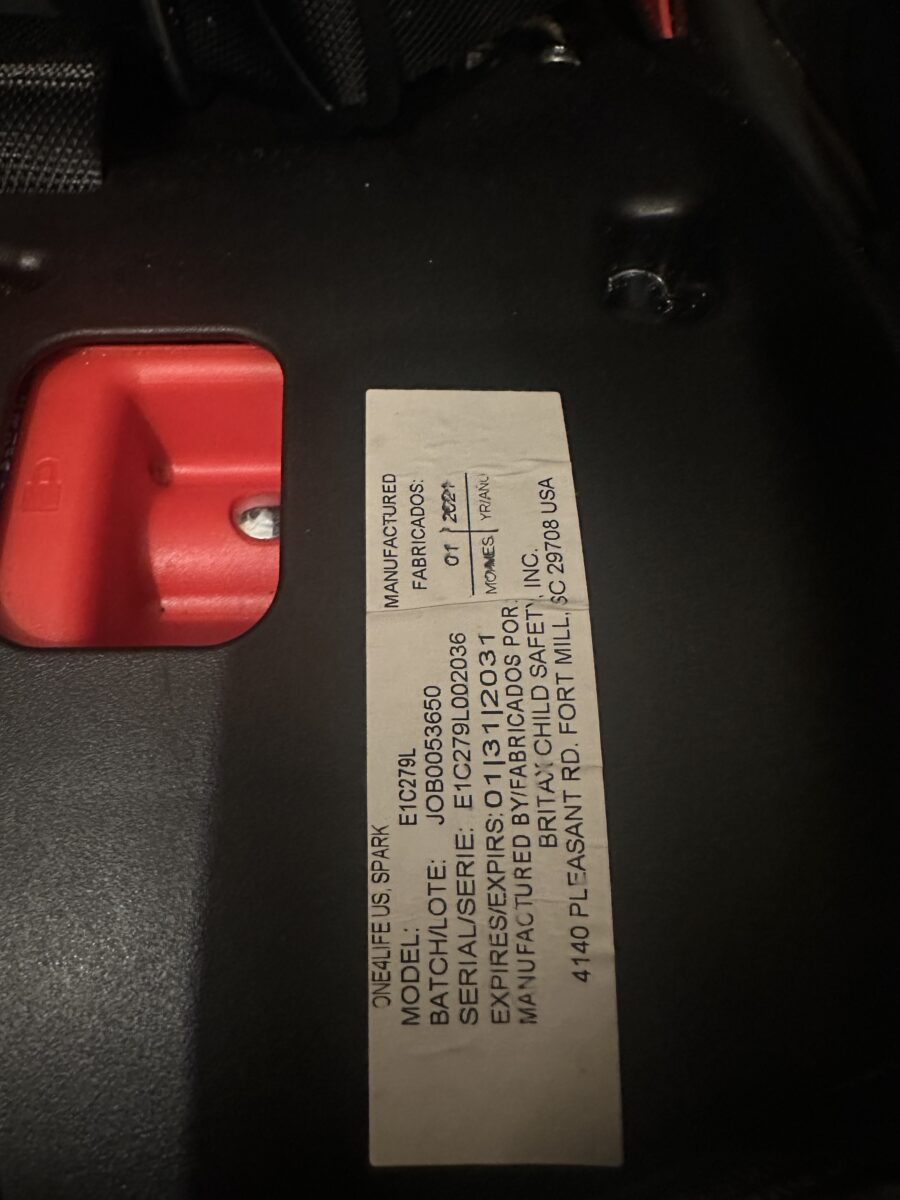 ONE4LIFE US, SPARK
MODEL: E1C279L
BATCH/LOTE: JOB0053650
SERIAL/SERIE: E1C279L002036
EXPIRES/EXPIRS: 01|31|2031
MANUFACTURED BY/FABRICADOS POR:
BRITAX CHILD SAFETY, INC.
4140 PLEASANT RD. FORT MILL, SC 29708 USA
MANUFACTURED
FABRICADOS:
01 / 2021
MO/MES YR/AÑO